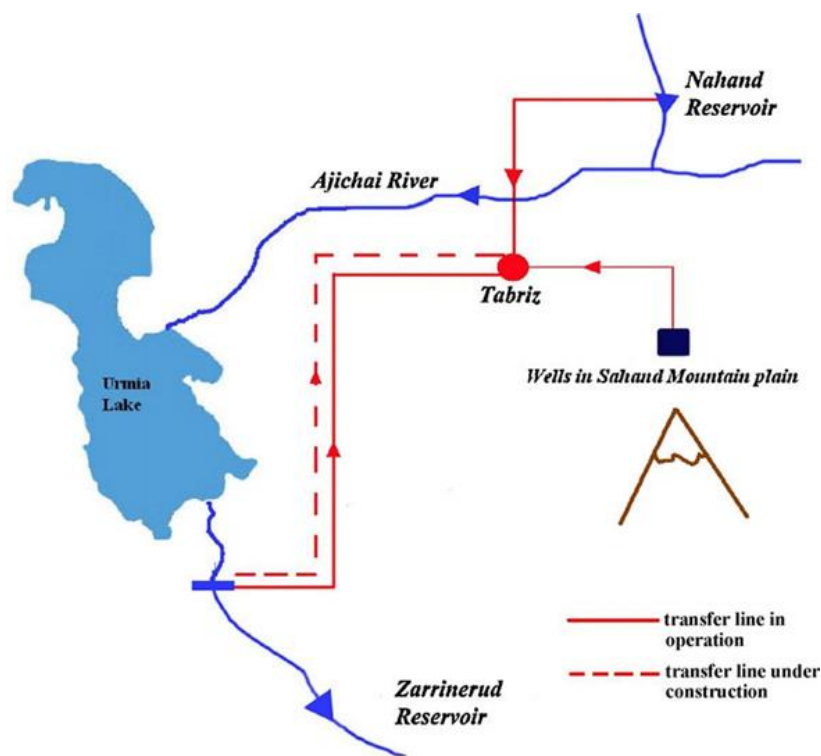 Nahand
Reservoir
Ajichai River
Tabriz
Wells in Sahand Mountain plain
Urmia
Lake
transfer line in
operation
transfer line under
construction
Zarrinerud
Reservoir